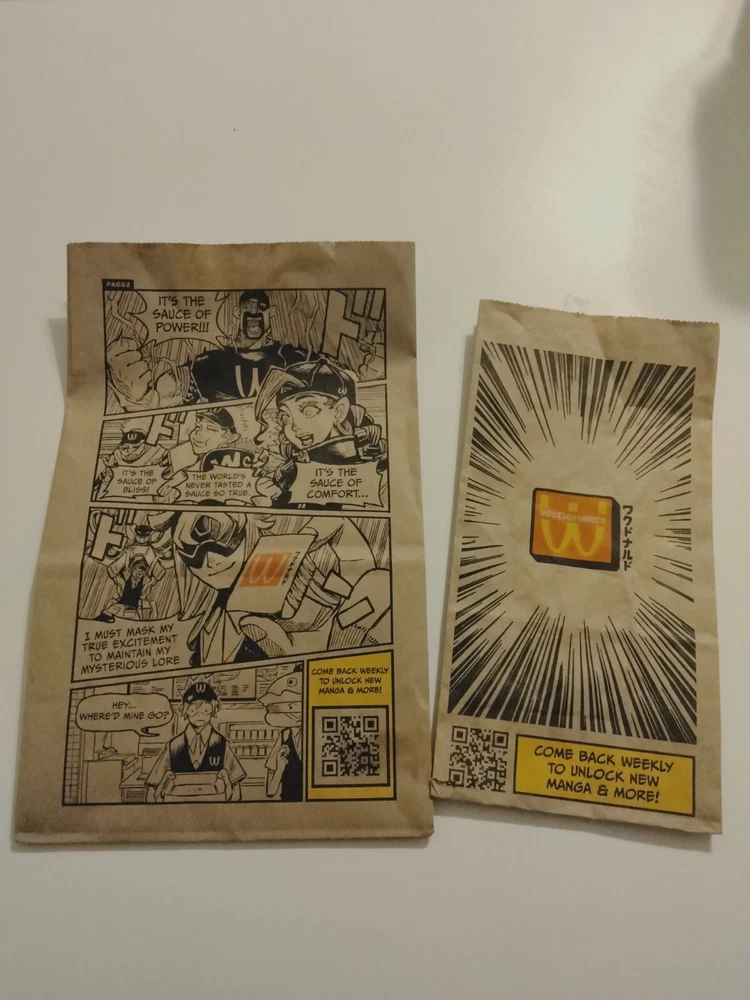 PAGE2
IT'S THE
SAUCE OF
POWER!!!
ド
ド
IT'S THE
SAUCE OF
BLISS!
THE WORLD'S
NEVER TASTED A
SAUCE SO TRUE.
IT'S THE
SAUCE OF
COMFORT...
ド
I MUST MASK MY
TRUE EXCITEMENT
TO MAINTAIN MY
MYSTERIOUS LORE
HEY...
WHERE'D MINE GO?
COME BACK WEEKLY
TO UNLOCK NEW
MANGA & MORE!
WcDonald's
ワクドナルド
COME BACK WEEKLY
TO UNLOCK NEW
MANGA & MORE!